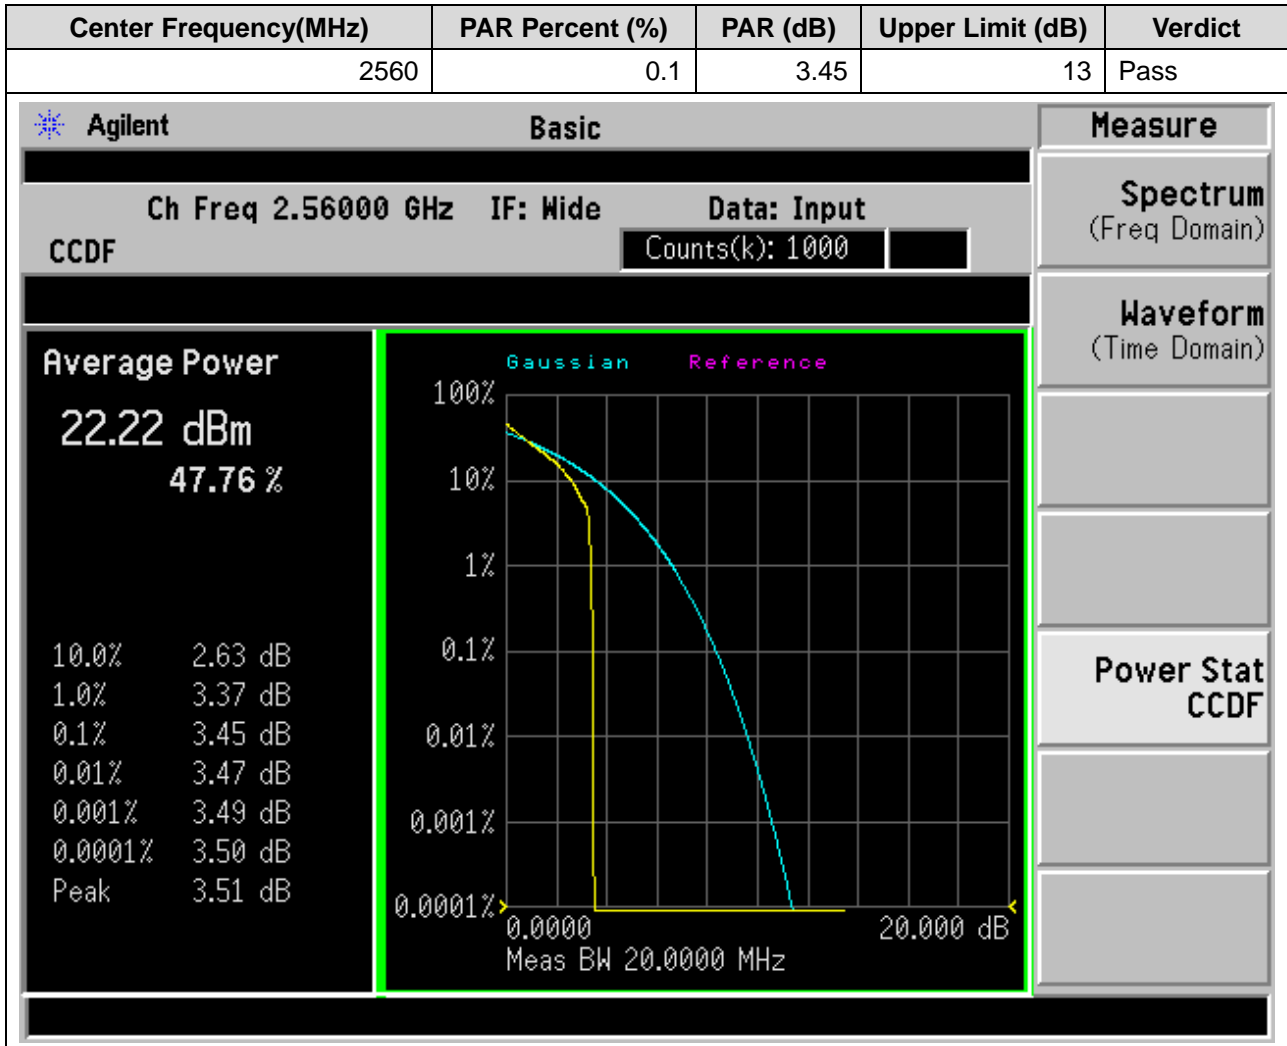 Center Frequency(MHz) PAR Percent (%) PAR (dB) Upper Limit (dB) Verdict
2560 0.1 3.45 13 Pass
Agilent Basic Measure
Ch Freq 2.56000 GHz IF: Wide Data: Input
CCDF Counts(k): 1000
Spectrum
(Freq Domain)
Waveform
(Time Domain)
Power Stat
CCDF
Average Power
22.22 dBm
47.76 %
10.0% 2.63 dB
1.0% 3.37 dB
0.1% 3.45 dB
0.01% 3.47 dB
0.001% 3.49 dB
0.0001% 3.50 dB
Peak 3.51 dB
Gaussian Reference
100%
10%
1%
0.1%
0.01%
0.001%
0.0001%
0.0000 20.000 dB
Meas BW 20.0000 MHz